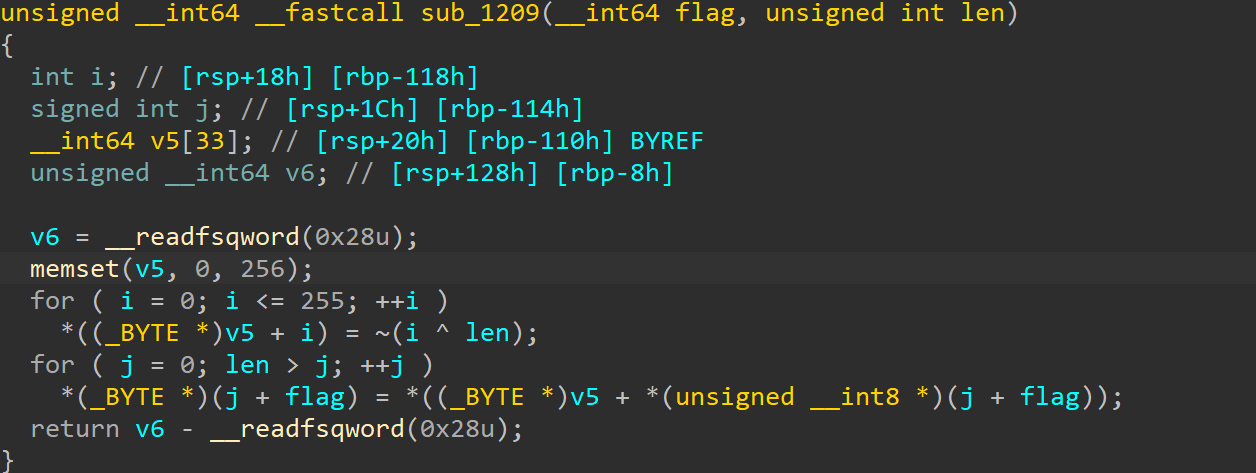 unsigned __int64 __fastcall sub_1209(__int64 flag, unsigned int len)
{
  int i; // [rsp+18h] [rbp-118h]
  signed int j; // [rsp+1Ch] [rbp-114h]
  __int64 v5[33]; // [rsp+20h] [rbp-110h] BYREF
  unsigned __int64 v6; // [rsp+128h] [rbp-8h]

  v6 = __readfsqword(0x28u);
  memset(v5, 0, 256);
  for ( i = 0; i <= 255; ++i )
    *((_BYTE *)v5 + i) = ~(i ^ len);
  for ( j = 0; len > j; ++j )
    *(_BYTE *)(j + flag) = *((_BYTE *)v5 + *(unsigned __int8 *)(j + flag));
  return v6 - __readfsqword(0x28u);
}